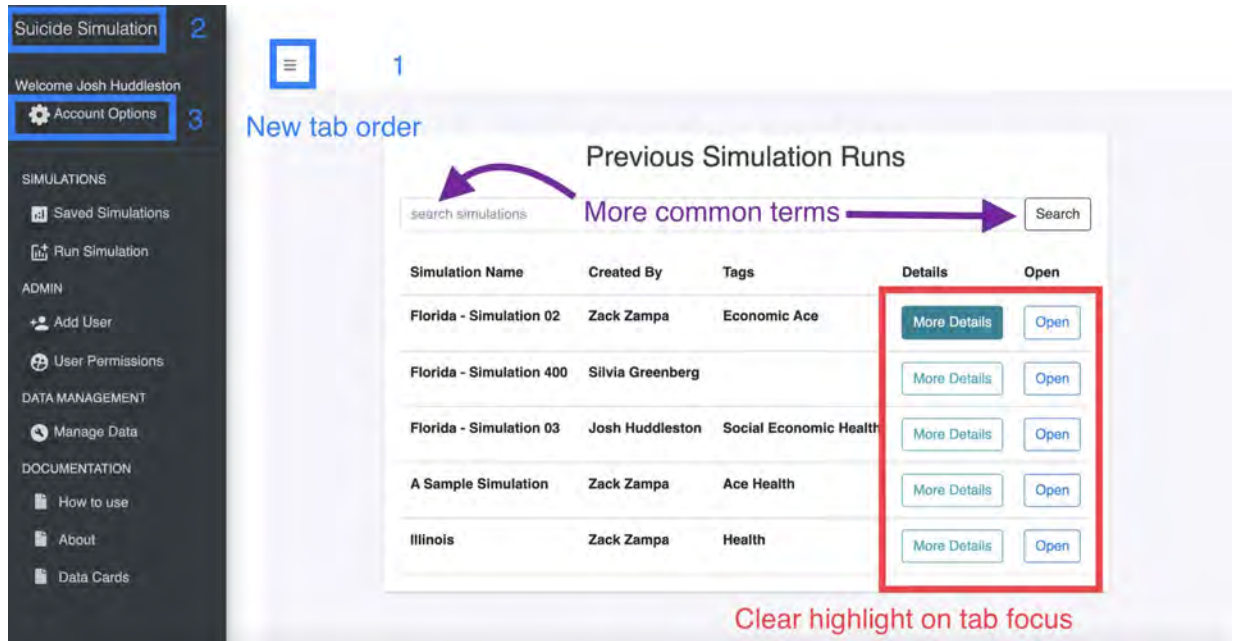 Suicide Simulation 2
Welcome Josh Huddleston
Account Options 3
SIMULATIONS
Saved Simulations
Run Simulation
ADMIN
Add User
User Permissions
DATA MANAGEMENT
Manage Data
DOCUMENTATION
How to use
About
Data Cards
1
New tab order
Previous Simulation Runs
search simulations More common terms Search
Simulation Name Created By Tags Details Open
Florida - Simulation 02 Zack Zampa Economic Ace More Details Open
Florida - Simulation 400 Silvia Greenberg More Details Open
Florida - Simulation 03 Josh Huddleston Social Economic Health More Details Open
A Sample Simulation Zack Zampa Ace Health More Details Open
Illinois Zack Zampa Health More Details Open
Clear highlight on tab focus